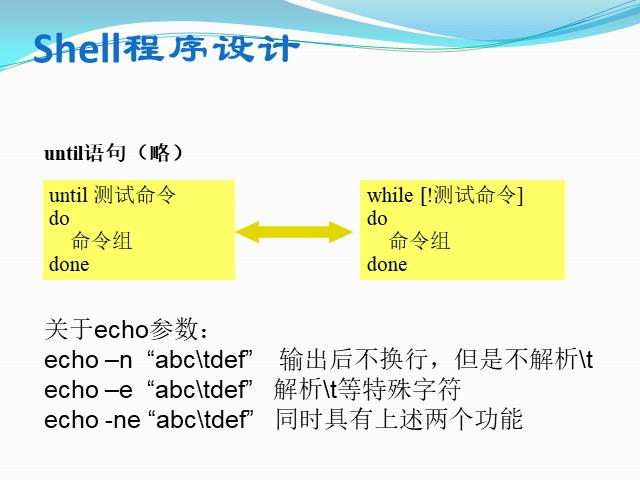 Shell程序设计
until语句（略）
until 测试命令
do
命令组
done
while [!测试命令]
do
命令组
done
关于echo参数：
echo –n “abc\tdef” 输出后不换行，但是不解析\t
echo –e “abc\tdef” 解析\t等特殊字符
echo -ne “abc\tdef” 同时具有上述两个功能